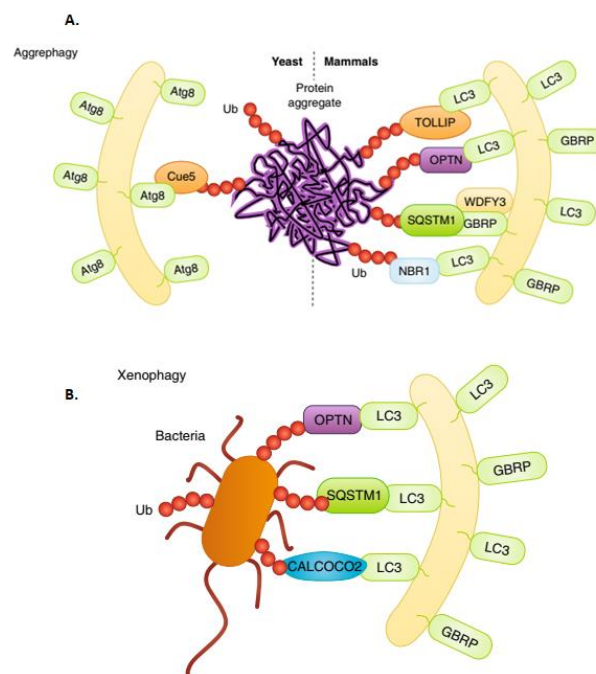 A.
Aggrephagy
Yeast
Mammals
Protein
aggregate
Ub
Atg8
Atg8
Atg8
Atg8
Atg8
Atg8
Cue5
TOLLIP
LC3
LC3
OPTN
LC3
GBRP
WDFY3
SQSTM1
GBRP
LC3
Ub
NBR1
LC3
GBRP
B.
Xenophagy
Bacteria
Ub
OPTN
LC3
LC3
GBRP
SQSTM1
LC3
LC3
CALCOCO2
LC3
GBRP